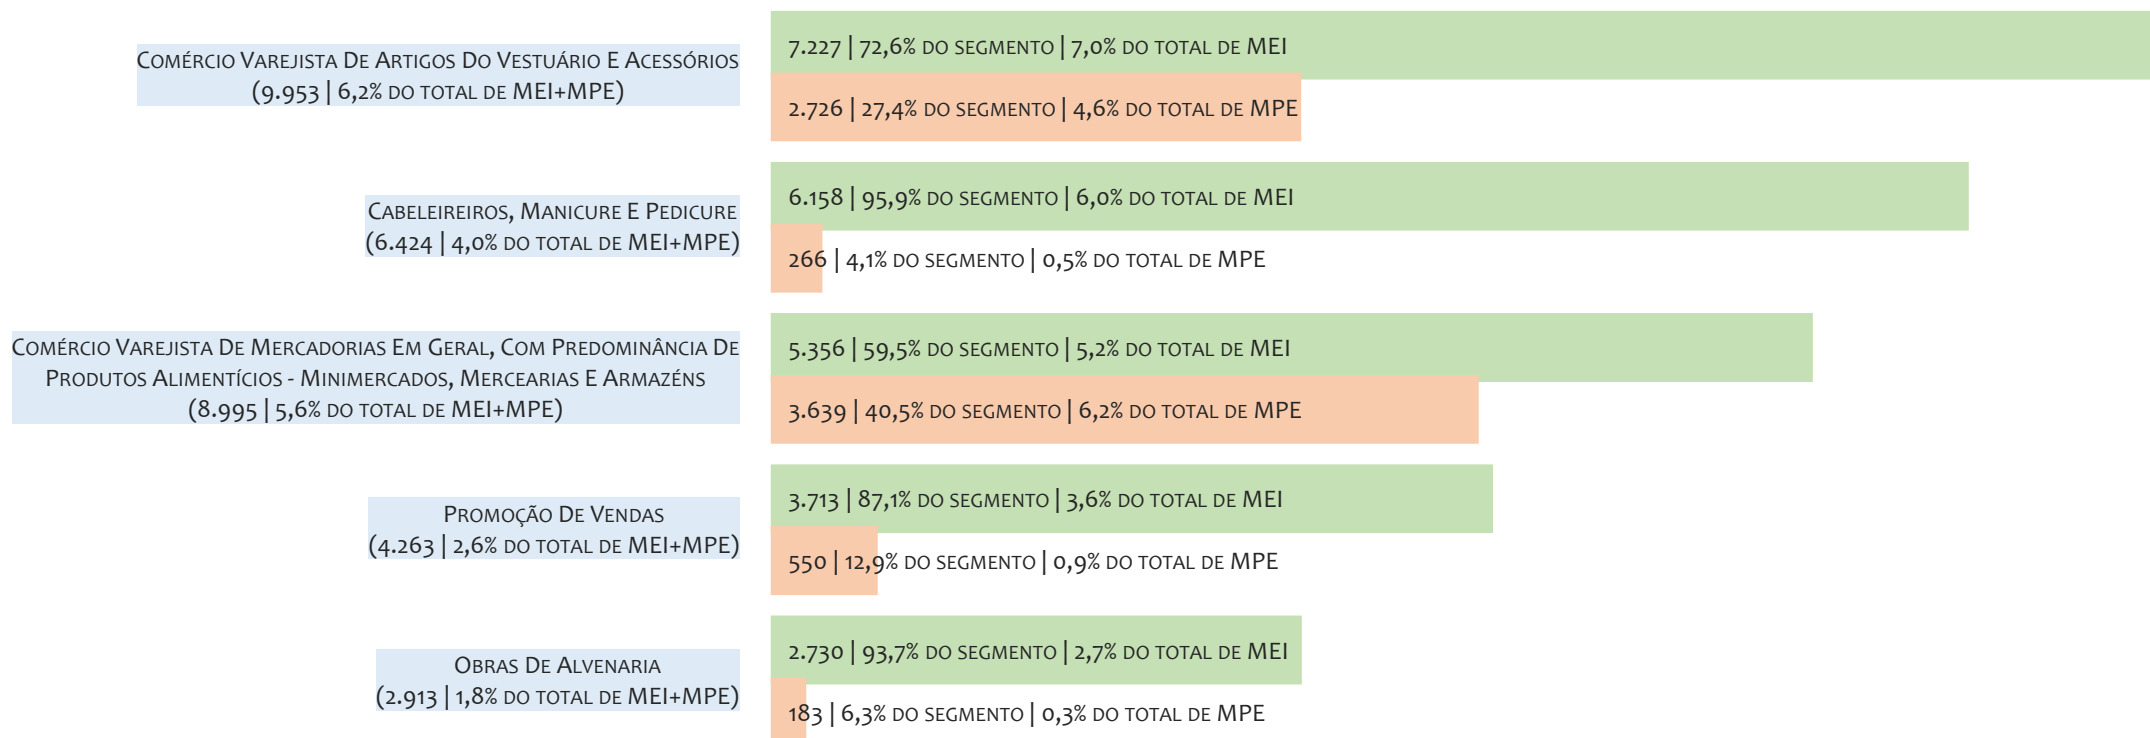 Comércio Varejista De Artigos Do Vestuário E Acessórios
(9.953 | 6,2% do total de MEI+MPE)
7.227 | 72,6% do segmento | 7,0% do total de MEI
2.726 | 27,4% do segmento | 4,6% do total de MPE
Cabeleireiros, Manicure E Pedicure
(6.424 | 4,0% do total de MEI+MPE)
6.158 | 95,9% do segmento | 6,0% do total de MEI
266 | 4,1% do segmento | 0,5% do total de MPE
Comércio Varejista De Mercadorias Em Geral, Com Predominância De
Produtos Alimentícios - Minimercados, Mercearias E Armazéns
(8.995 | 5,6% do total de MEI+MPE)
5.356 | 59,5% do segmento | 5,2% do total de MEI
3.639 | 40,5% do segmento | 6,2% do total de MPE
Promoção De Vendas
(4.263 | 2,6% do total de MEI+MPE)
3.713 | 87,1% do segmento | 3,6% do total de MEI
550 | 12,9% do segmento | 0,9% do total de MPE
Obras De Alvenaria
(2.913 | 1,8% do total de MEI+MPE)
2.730 | 93,7% do segmento | 2,7% do total de MEI
183 | 6,3% do segmento | 0,3% do total de MPE